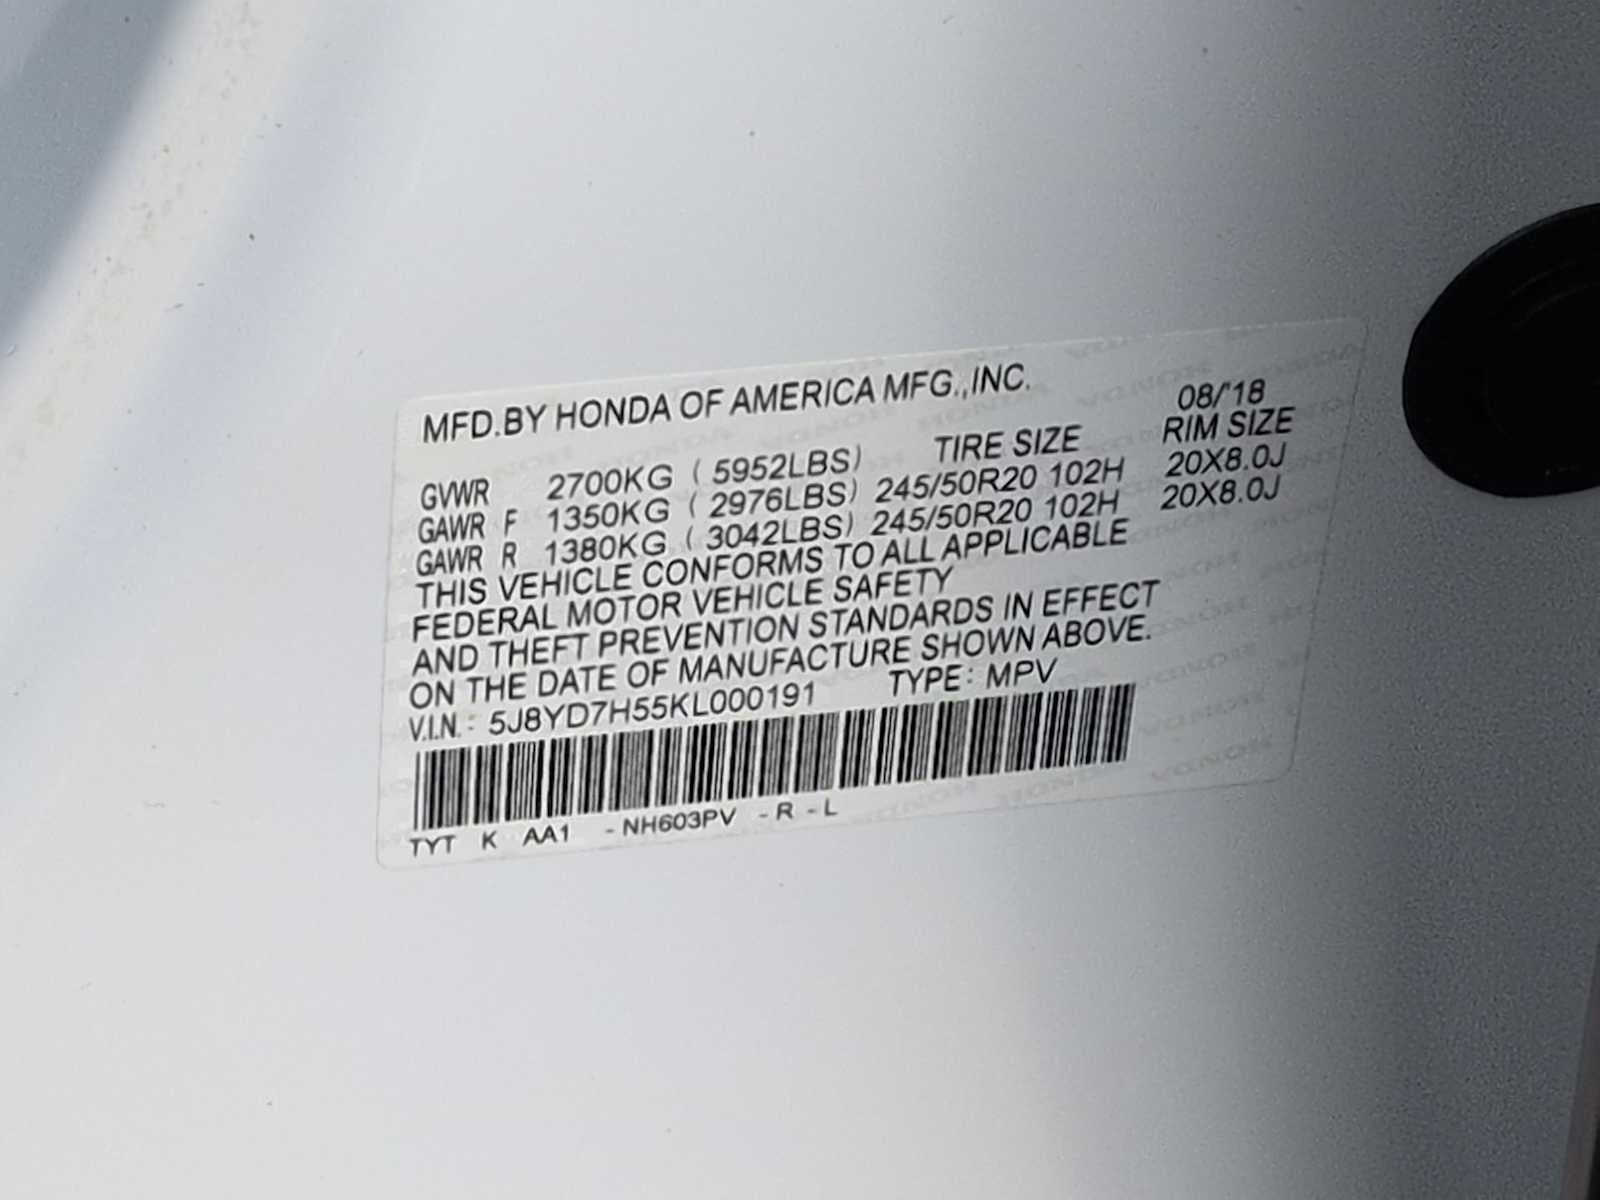 MFD.BY HONDA OF AMERICA MFG.,INC.
08/'18
TIRE SIZE RIM SIZE
GVWR 2700KG ( 5952LBS)
GAWR F 1350KG ( 2976LBS) 245/50R20 102H 20X8.0J
GAWR R 1380KG ( 3042LBS) 245/50R20 102H 20X8.0J
THIS VEHICLE CONFORMS TO ALL APPLICABLE
FEDERAL MOTOR VEHICLE SAFETY
AND THEFT PREVENTION STANDARDS IN EFFECT
ON THE DATE OF MANUFACTURE SHOWN ABOVE.
V.I.N.: 5J8YD7H55KL000191 TYPE: MPV
TYT K AA1 -NH603PV -R -L